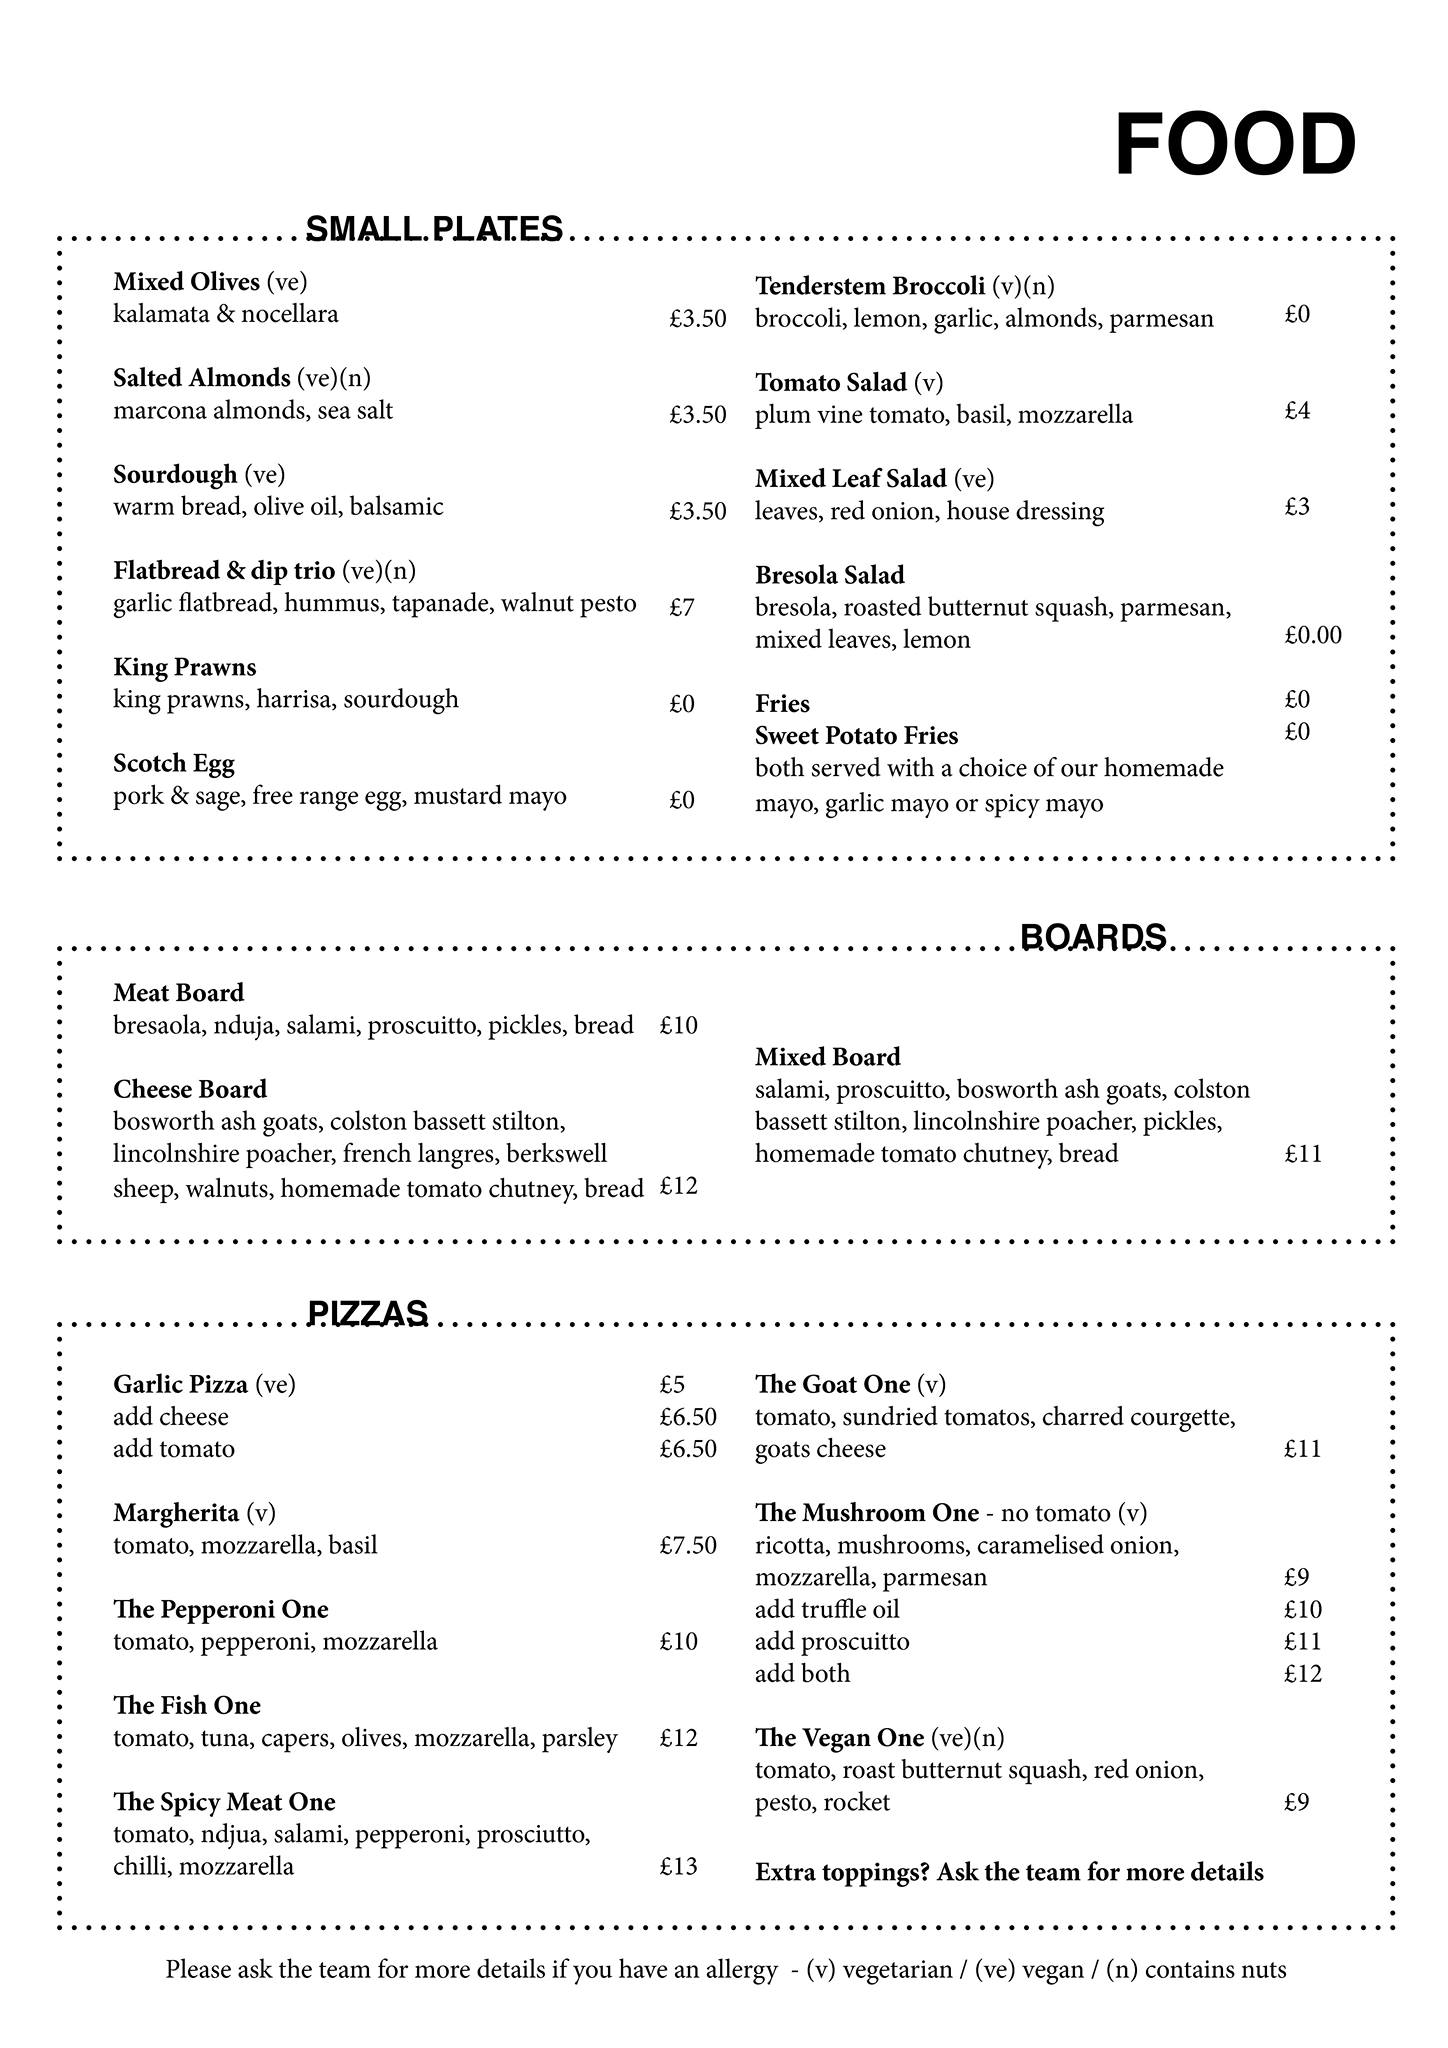 FOOD
SMALL PLATES
Mixed Olives (ve)
kalamata & nocellara £3.50
Salted Almonds (ve)(n)
marcona almonds, sea salt £3.50
Sourdough (ve)
warm bread, olive oil, balsamic £3.50
Flatbread & dip trio (ve)(n)
garlic flatbread, hummus, tapanade, walnut pesto £7
King Prawns
king prawns, harrisa, sourdough £0
Scotch Egg
pork & sage, free range egg, mustard mayo £0
Tenderstem Broccoli (v)(n)
broccoli, lemon, garlic, almonds, parmesan £0
Tomato Salad (v)
plum vine tomato, basil, mozzarella £4
Mixed Leaf Salad (ve)
leaves, red onion, house dressing £3
Bresola Salad
bresola, roasted butternut squash, parmesan,
mixed leaves, lemon £0.00
Fries £0
Sweet Potato Fries £0
both served with a choice of our homemade
mayo, garlic mayo or spicy mayo
BOARDS
Meat Board
bresaola, nduja, salami, proscuitto, pickles, bread £10
Cheese Board
bosworth ash goats, colston bassett stilton,
lincolnshire poacher, french langres, berkswell
sheep, walnuts, homemade tomato chutney, bread £12
Mixed Board
salami, proscuitto, bosworth ash goats, colston
bassett stilton, lincolnshire poacher, pickles,
homemade tomato chutney, bread £11
PIZZAS
Garlic Pizza (ve) £5
add cheese £6.50
add tomato £6.50
Margherita (v)
tomato, mozzarella, basil £7.50
The Pepperoni One
tomato, pepperoni, mozzarella £10
The Fish One
tomato, tuna, capers, olives, mozzarella, parsley £12
The Spicy Meat One
tomato, ndjua, salami, pepperoni, prosciutto,
chilli, mozzarella £13
The Goat One (v)
tomato, sundried tomatos, charred courgette,
goats cheese £11
The Mushroom One - no tomato (v)
ricotta, mushrooms, caramelised onion,
mozzarella, parmesan £9
add truffle oil £10
add proscuitto £11
add both £12
The Vegan One (ve)(n)
tomato, roast butternut squash, red onion,
pesto, rocket £9
Extra toppings? Ask the team for more details
Please ask the team for more details if you have an allergy - (v) vegetarian / (ve) vegan / (n) contains nuts